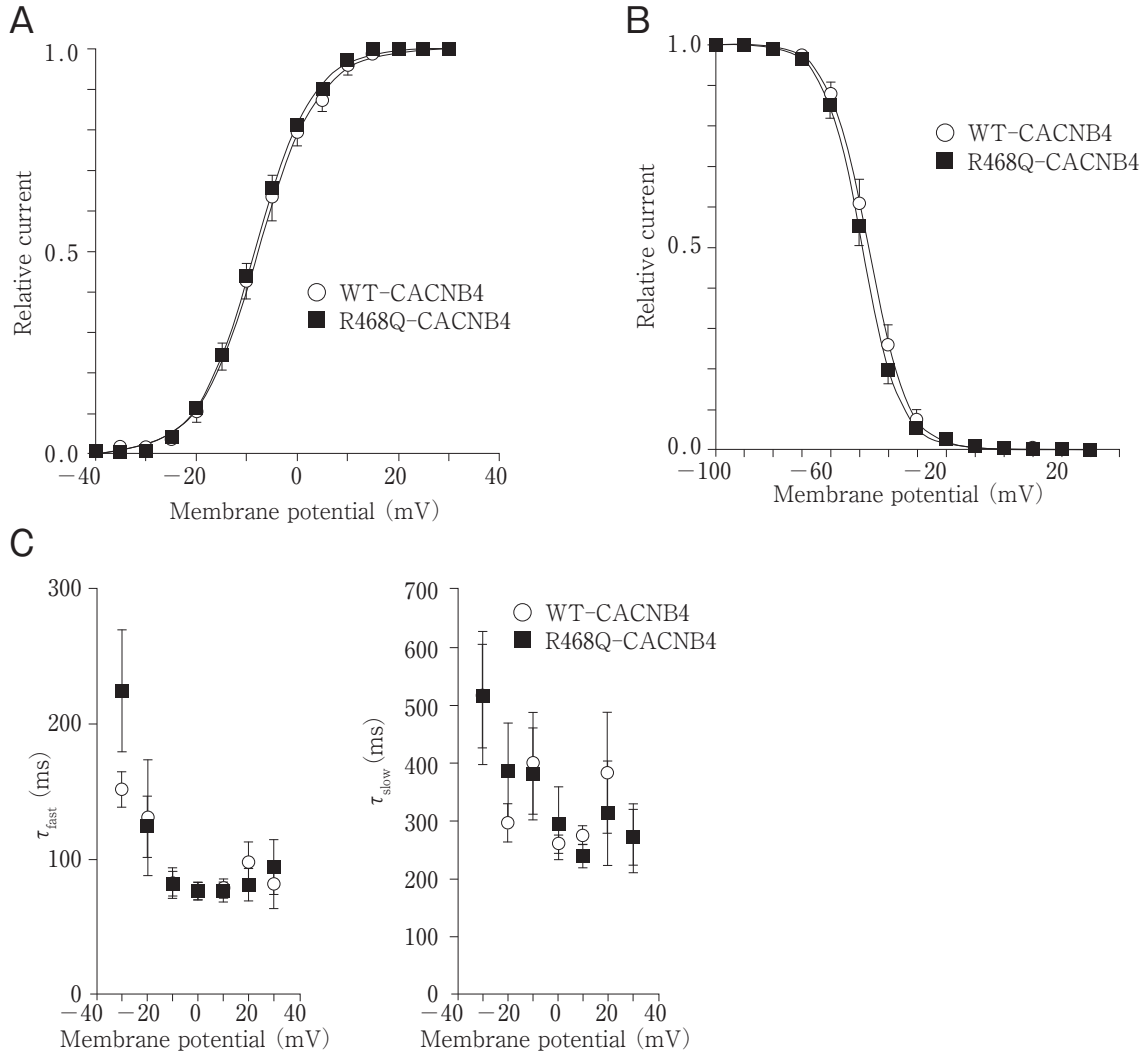 A
1.0
0.5
0.0
Relative current
−40
−20
0
20
40
Membrane potential (mV)
WT-CACNB4
R468Q-CACNB4
B
1.0
0.5
0.0
Relative current
−100
−60
−20
20
Membrane potential (mV)
WT-CACNB4
R468Q-CACNB4
C
300
200
100
0
τfast (ms)
−40
−20
0
20
40
Membrane potential (mV)
700
600
500
400
300
200
100
0
τslow (ms)
−40
−20
0
20
40
Membrane potential (mV)
WT-CACNB4
R468Q-CACNB4